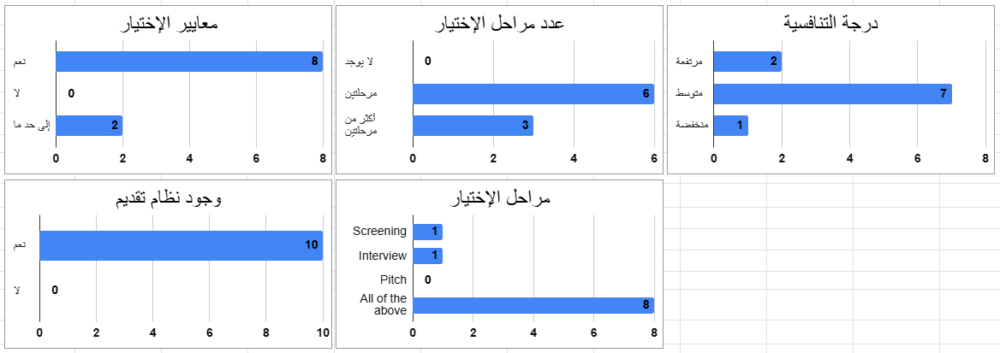 معايير الإختيار
نعم
8
لا
0
إلى حد ما
2
0 2 4 6 8
عدد مراحل الإختيار
لا يوجد
0
مرحلتين
6
أكثر من
مرحلتين
3
0 2 4 6
درجة التنافسية
مرتفعة
2
متوسط
7
منخفضة
1
0 2 4 6 8
وجود نظام تقديم
نعم
10
لا
0
0 2 4 6 8 10
مراحل الإختيار
Screening
1
Interview
1
Pitch
0
All of the
above
8
0 2 4 6 8